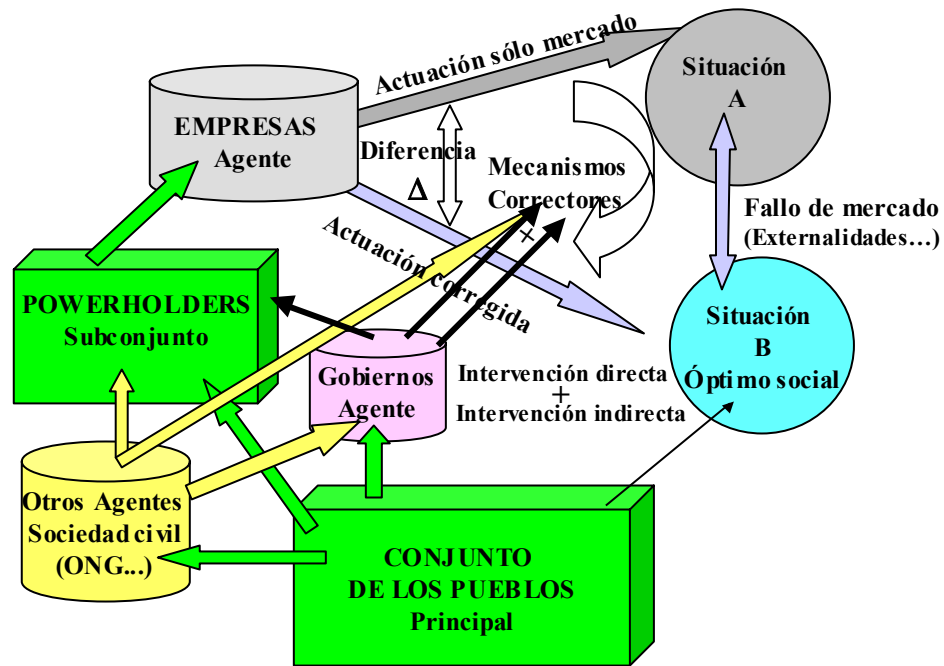 Actuación sólo mercado
Situación
A
EMPRESAS
Agente
Diferencia
Δ
Mecanismos
Correctores
+
Fallo de mercado
(Externalidades…)
Actuación corregida
POWERHOLDERS
Subconjunto
Situación
B
Óptimo social
Gobiernos
Agente
Intervención directa
+
Intervención indirecta
Otros Agentes
Sociedad civil
(ONG...)
CONJUNTO
DE LOS PUEBLOS
Principal